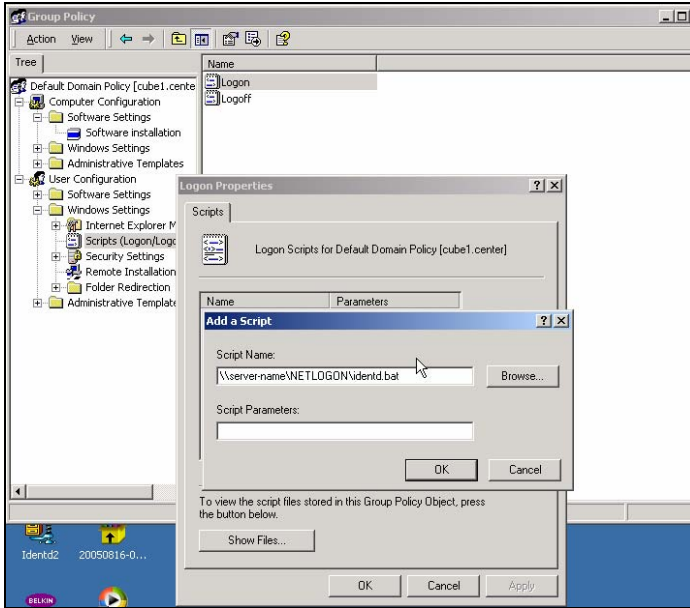 Group Policy
Action View
Tree
Name
Default Domain Policy [cube1.cente
Logon
Computer Configuration
Logoff
Software Settings
Software installation
Windows Settings
Administrative Templates
User Configuration
Software Settings
Windows Settings
Internet Explorer M
Scripts (Logon/Logo
Security Settings
Remote Installation
Folder Redirection
Administrative Template
Logon Properties
Scripts
Logon Scripts for Default Domain Policy [cube1.center]
Name Parameters
Add a Script
Script Name:
\\server-name\NETLOGON\identd.bat
Browse...
Script Parameters:
OK Cancel
To view the script files stored in this Group Policy Object, press
the button below.
Show Files...
OK Cancel Apply
Identd2 20050816-0...
BELKIN